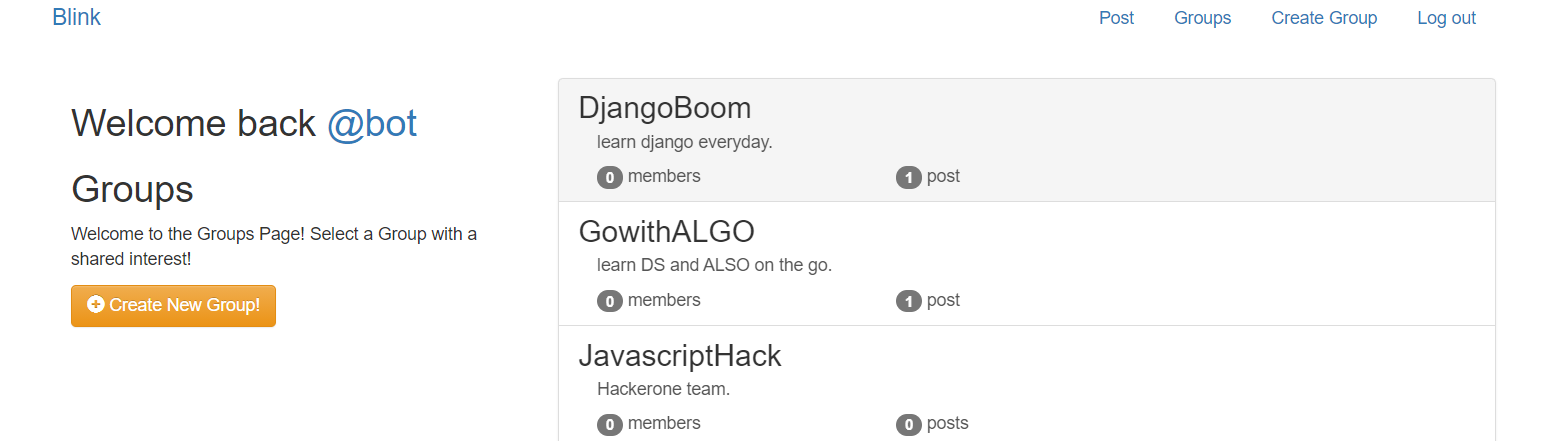 Blink
Post Groups Create Group Log out
Welcome back @bot
Groups
Welcome to the Groups Page! Select a Group with a
shared interest!
Create New Group!
DjangoBoom
learn django everyday.
0 members 1 post
GowithALGO
learn DS and ALSO on the go.
0 members 1 post
JavascriptHack
Hackerone team.
0 members 0 posts